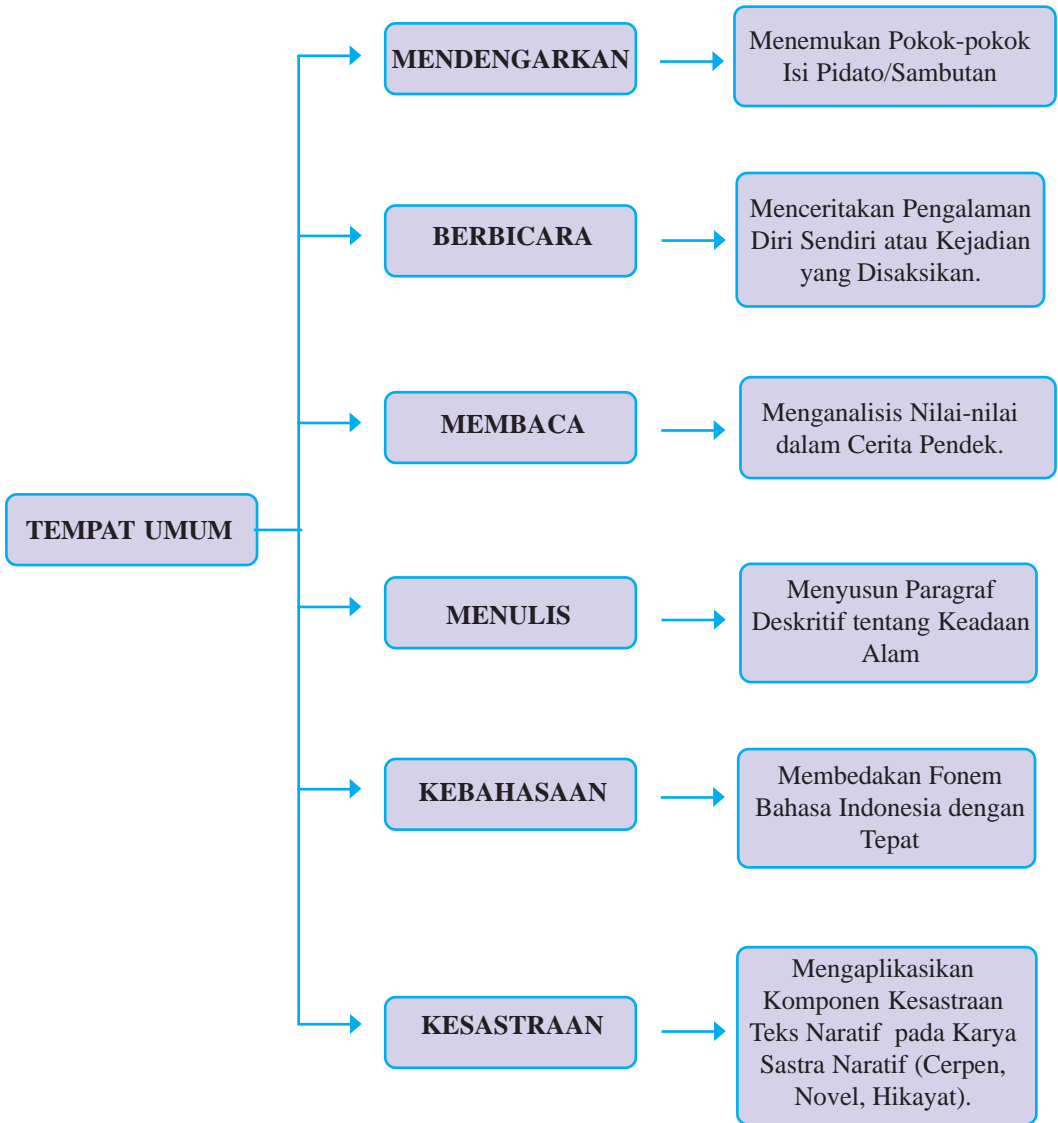 MENDENGARKAN
Menemukan Pokok-pokok
Isi Pidato/Sambutan
BERBICARA
Menceritakan Pengalaman
Diri Sendiri atau Kejadian
yang Disaksikan.
MEMBACA
Menganalisis Nilai-nilai
dalam Cerita Pendek.
TEMPAT UMUM
MENULIS
Menyusun Paragraf
Deskritif tentang Keadaan
Alam
KEBAHASAAN
Membedakan Fonem
Bahasa Indonesia dengan
Tepat
KESASTRAAN
Mengaplikasikan
Komponen Kesastraan
Teks Naratif pada Karya
Sastra Naratif (Cerpen,
Novel, Hikayat).